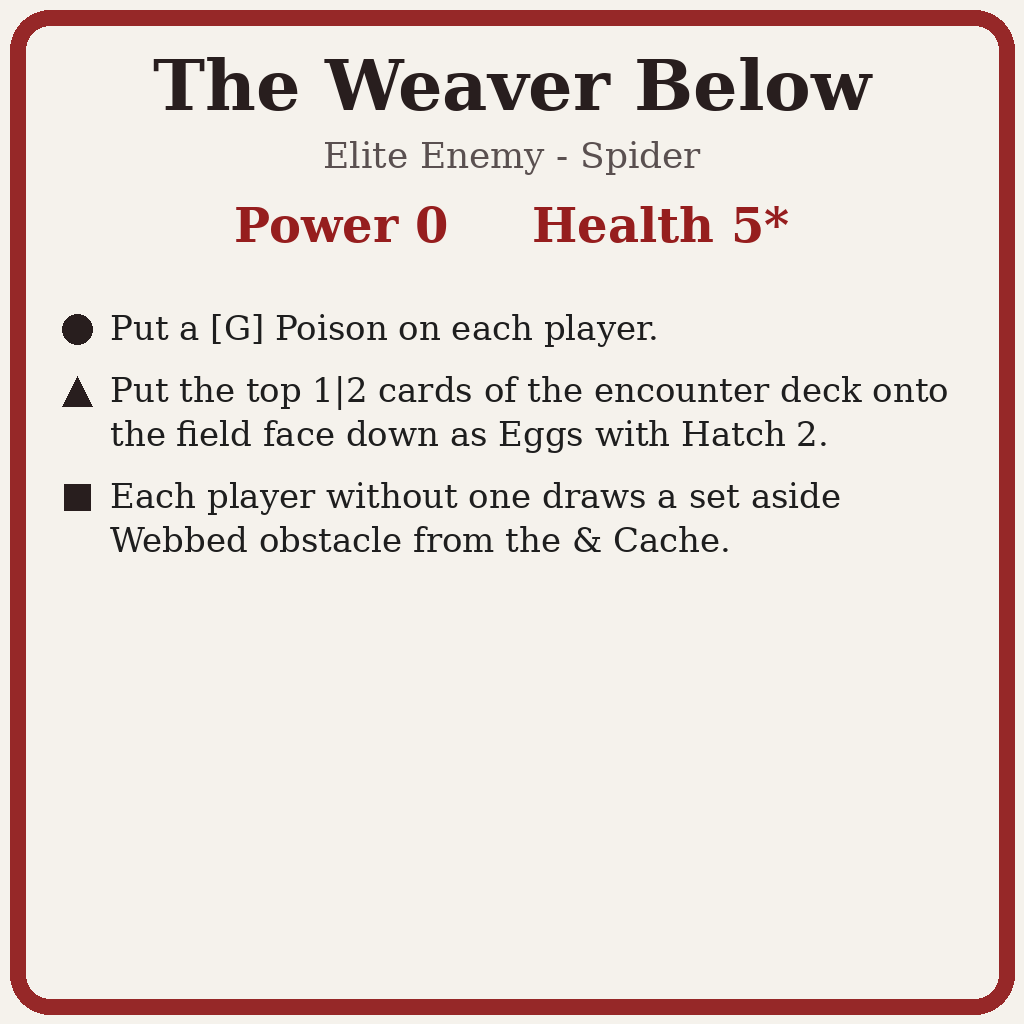 The Weaver Below
Elite Enemy - Spider
Power 0 Health 5*
● Put a [G] Poison on each player.
▲ Put the top 1|2 cards of the encounter deck onto
the field face down as Eggs with Hatch 2.
■ Each player without one draws a set aside
Webbed obstacle from the & Cache.